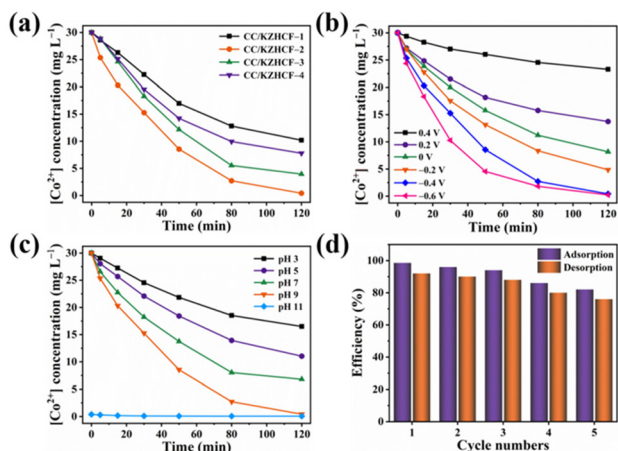 (a)
[Co²⁺] concentration (mg L⁻¹)
30
25
20
15
10
5
0
CC/KZHCF–1
CC/KZHCF–2
CC/KZHCF–3
CC/KZHCF–4
0 20 40 60 80 100 120
Time (min)
(b)
[Co²⁺] concentration (mg L⁻¹)
30
25
20
15
10
5
0
0.4 V
0.2 V
0 V
−0.2 V
−0.4 V
−0.6 V
0 20 40 60 80 100 120
Time (min)
(c)
[Co²⁺] concentration (mg L⁻¹)
30
25
20
15
10
5
0
pH 3
pH 5
pH 7
pH 9
pH 11
0 20 40 60 80 100 120
Time (min)
(d)
Efficiency (%)
100
80
60
40
20
0
Adsorption
Desorption
1 2 3 4 5
Cycle numbers